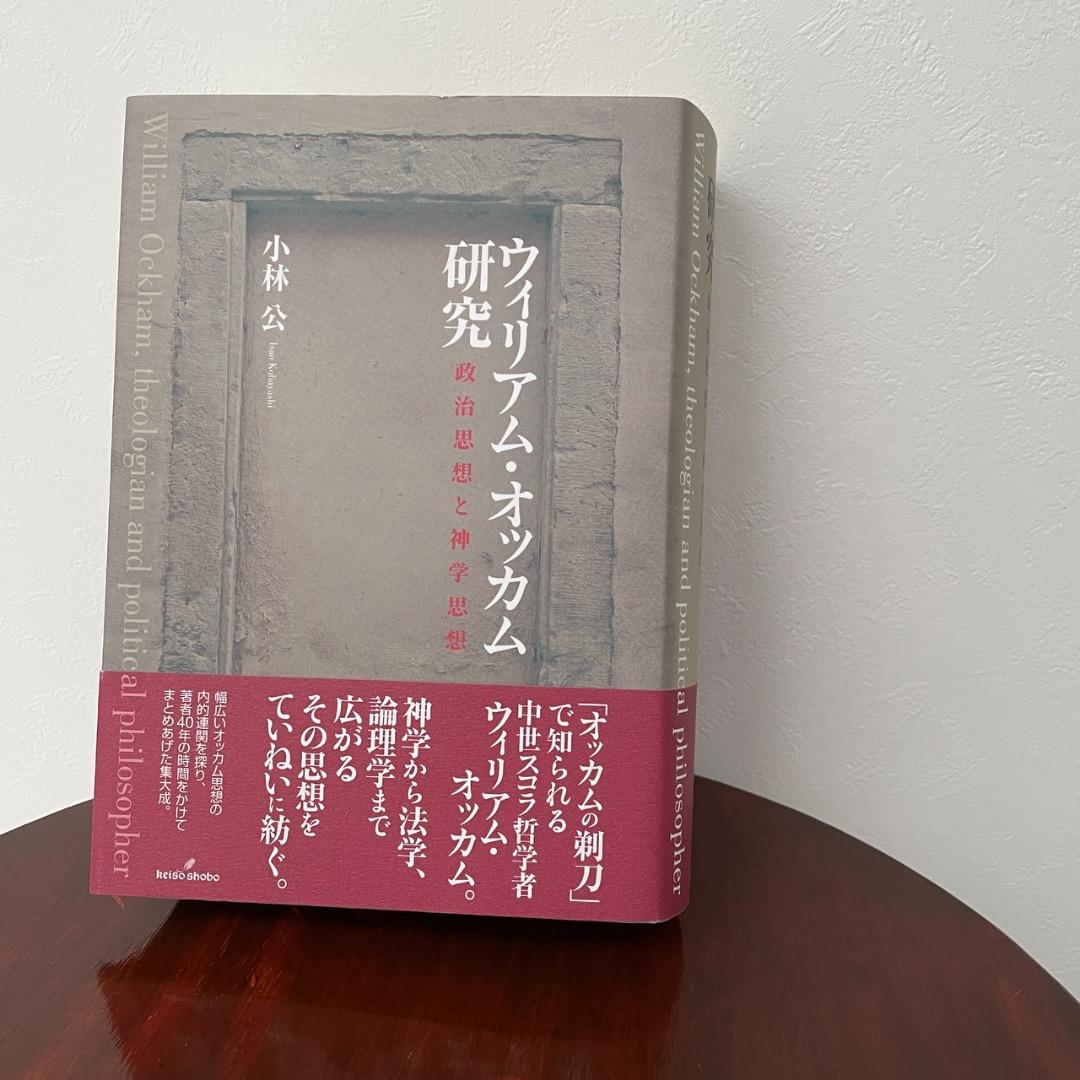 ウィリアム・オッカム
研究
政治思想と神学思想
小林 公
Isao Kobayashi
William Ockham, theologian and political philosopher
「オッカムの剃刀」
で知られる
中世スコラ哲学者
ウィリアム・
オッカム。
神学から法学、
論理学まで
広がる
その思想を
ていねいに紡ぐ。
幅広いオッカム思想の
内的連関を探り、
著者40年の時間をかけて
まとめあげた集大成。
keiso shobo
研究
William Ockham, theologian and political philosopher